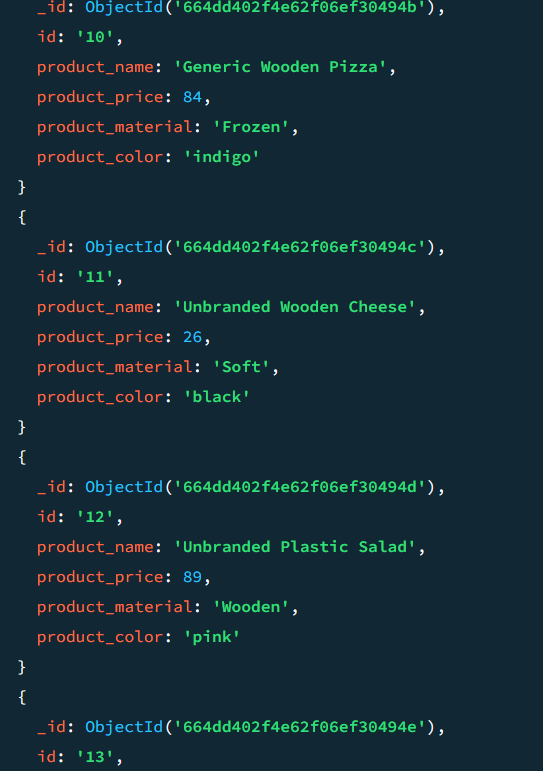 _id: ObjectId('664dd402f4e62f06ef30494b'),
id: '10',
product_name: 'Generic Wooden Pizza',
product_price: 84,
product_material: 'Frozen',
product_color: 'indigo'
}
{
_id: ObjectId('664dd402f4e62f06ef30494c'),
id: '11',
product_name: 'Unbranded Wooden Cheese',
product_price: 26,
product_material: 'Soft',
product_color: 'black'
}
{
_id: ObjectId('664dd402f4e62f06ef30494d'),
id: '12',
product_name: 'Unbranded Plastic Salad',
product_price: 89,
product_material: 'Wooden',
product_color: 'pink'
}
{
_id: ObjectId('664dd402f4e62f06ef30494e'),
id: '13',